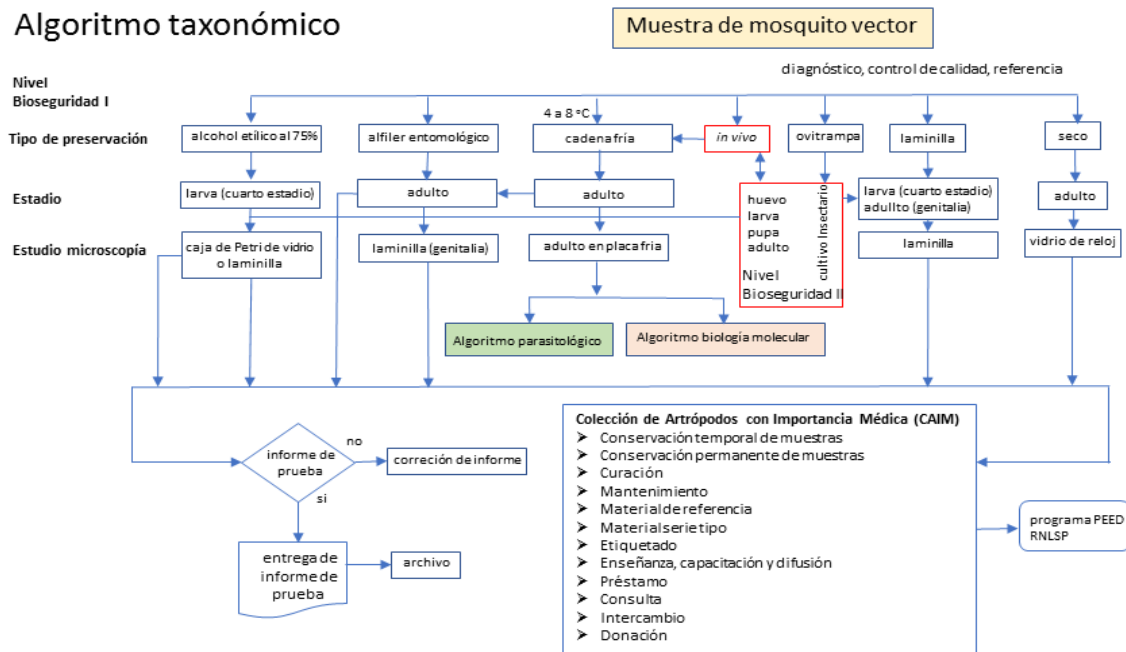 Algoritmo taxonómico
Muestra de mosquito vector
diagnóstico, control de calidad, referencia
Nivel
Bioseguridad I
4 a 8 °C
Tipo de preservación
alcohol etílico al 75%
alfiler entomológico
cadena fría
in vivo
ovitrampa
laminilla
seco
Estadio
larva (cuarto estadio)
adulto
adulto
huevo
larva
pupa
adulto
Nivel
Bioseguridad II
cultivo Insectario
larva (cuarto estadio)
adullto (genitalia)
adulto
Estudio microscopía
caja de Petri de vidrio
o laminilla
laminilla (genitalia)
adulto en placa fria
laminilla
vidrio de reloj
Algoritmo parasitológico
Algoritmo biología molecular
informe de
prueba
no
correción de informe
si
entrega de
informe de
prueba
archivo
Colección de Artrópodos con Importancia Médica (CAIM)
➤ Conservación temporal de muestras
➤ Conservación permanente de muestras
➤ Curación
➤ Mantenimiento
➤ Material de referencia
➤ Material serie tipo
➤ Etiquetado
➤ Enseñanza, capacitación y difusión
➤ Préstamo
➤ Consulta
➤ Intercambio
➤ Donación
programa PEED
RNLSP